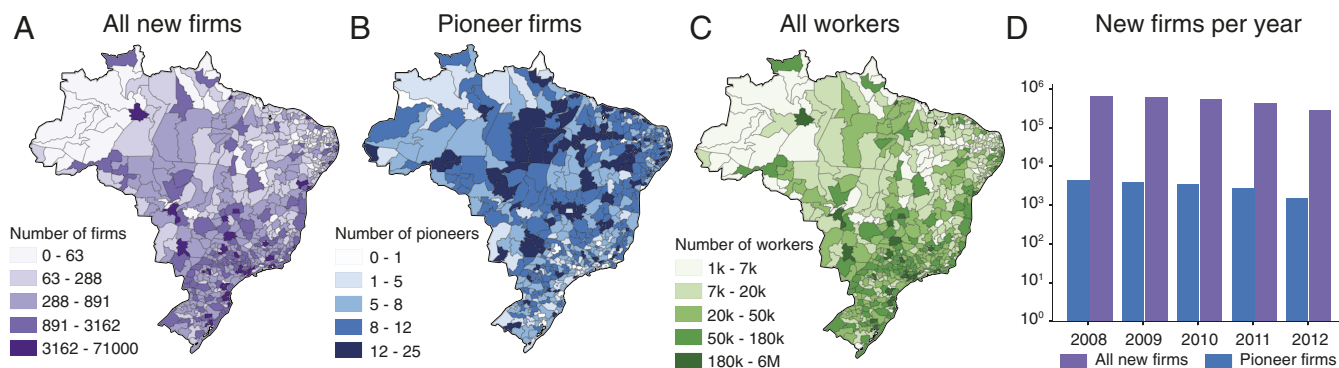 A All new firms
Number of firms
0 - 63
63 - 288
288 - 891
891 - 3162
3162 - 71000
B Pioneer firms
Number of pioneers
0 - 1
1 - 5
5 - 8
8 - 12
12 - 25
C All workers
Number of workers
1k - 7k
7k - 20k
20k - 50k
50k - 180k
180k - 6M
D New firms per year
10⁶
10⁵
10⁴
10³
10²
10¹
10⁰
2008 2009 2010 2011 2012
All new firms Pioneer firms